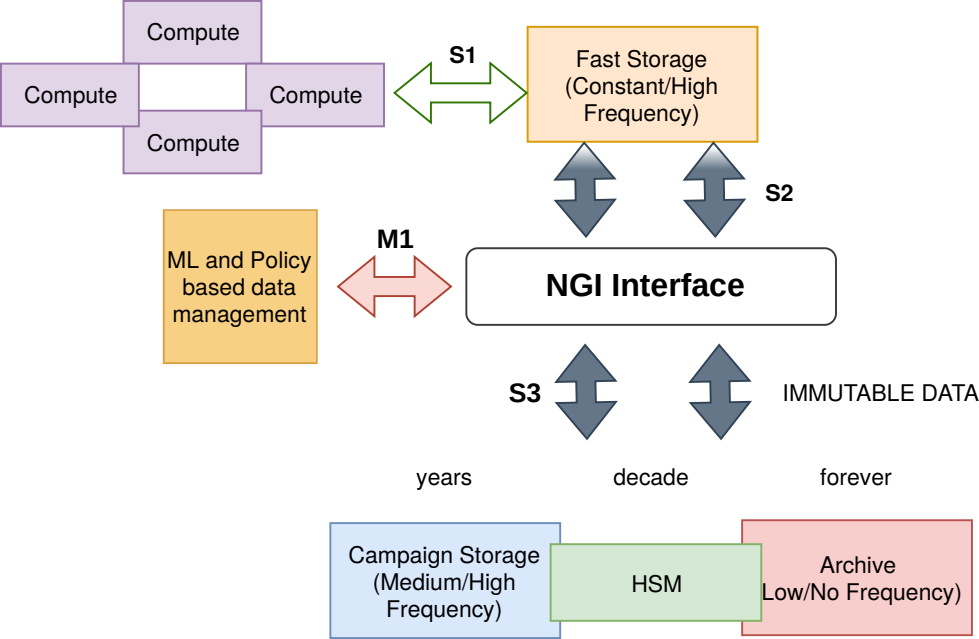 Compute
Compute
Compute
Compute
S1
Fast Storage
(Constant/High
Frequency)
S2
ML and Policy
based data
management
M1
NGI Interface
S3
IMMUTABLE DATA
years
decade
forever
Campaign Storage
(Medium/High
Frequency)
HSM
Archive
Low/No Frequency)